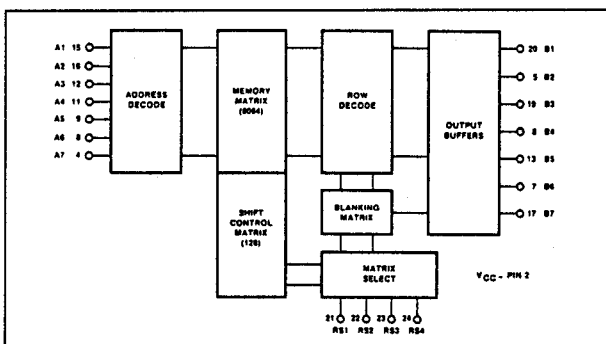 A1 15
A2 16
A3 12
A4 11
A5 9
A6 8
A7 4
ADDRESS
DECODE
MEMORY
MATRIX
(8064)
SHIFT
CONTROL
MATRIX
(128)
ROW
DECODE
BLANKING
MATRIX
MATRIX
SELECT
OUTPUT
BUFFERS
20 B1
5 B2
19 B3
8 B4
13 B5
7 B6
17 B7
VCC - PIN 2
21 22 23 24
RS1 RS2 RS3 RS4